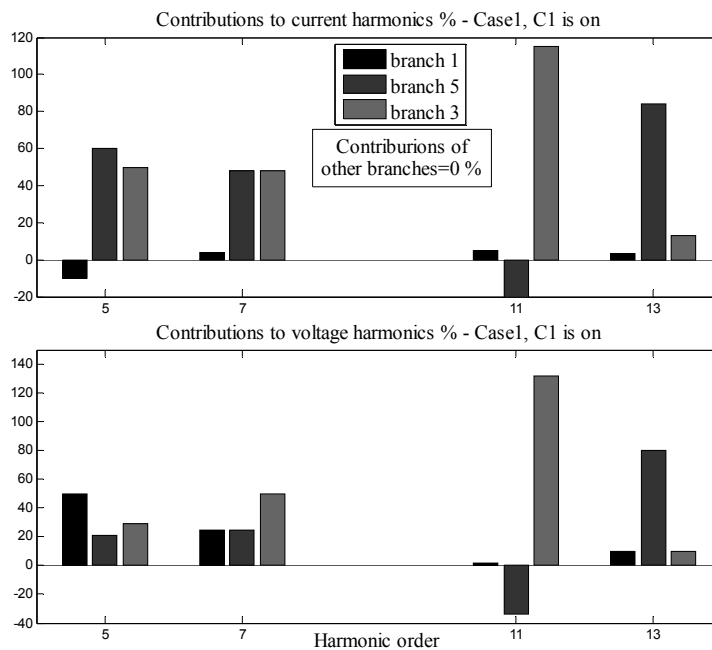 Contributions to current harmonics % - Case1, C1 is on
120
100
80
60
40
20
0
-20
branch 1
branch 5
branch 3
Contriburions of
other branches=0 %
5 7 11 13
Contributions to voltage harmonics % - Case1, C1 is on
140
120
100
80
60
40
20
0
-20
-40
5 7 11 13
Harmonic order